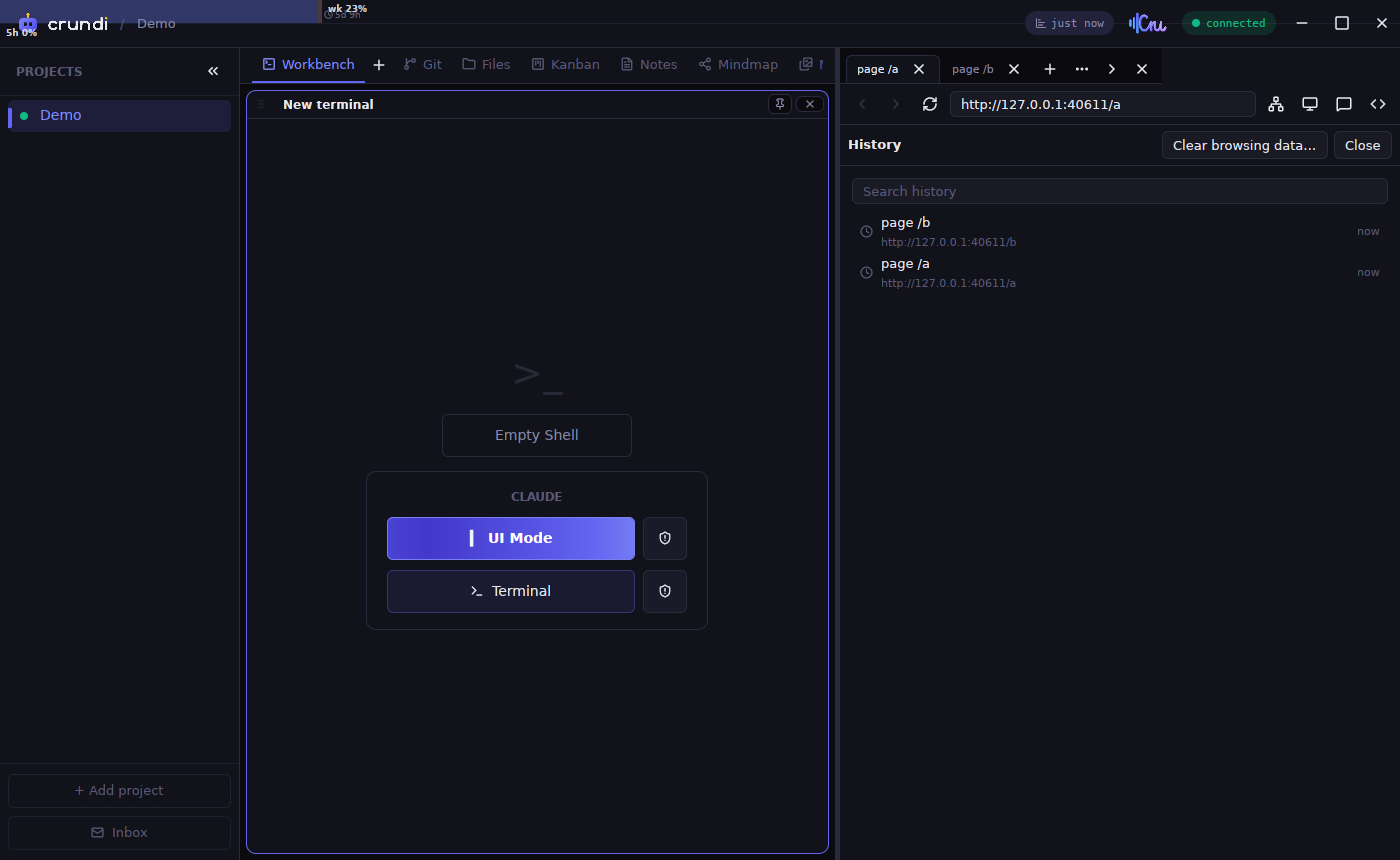 wk 23%
5d 9h
crundi / Demo
5h 0%
just now
Cru
connected
PROJECTS
Demo
+ Add project
Inbox
Workbench
Git
Files
Kanban
Notes
Mindmap
New terminal
>_
Empty Shell
CLAUDE
UI Mode
Terminal
page /a
page /b
http://127.0.0.1:40611/a
History
Clear browsing data...
Close
Search history
page /b
now
http://127.0.0.1:40611/b
page /a
now
http://127.0.0.1:40611/a